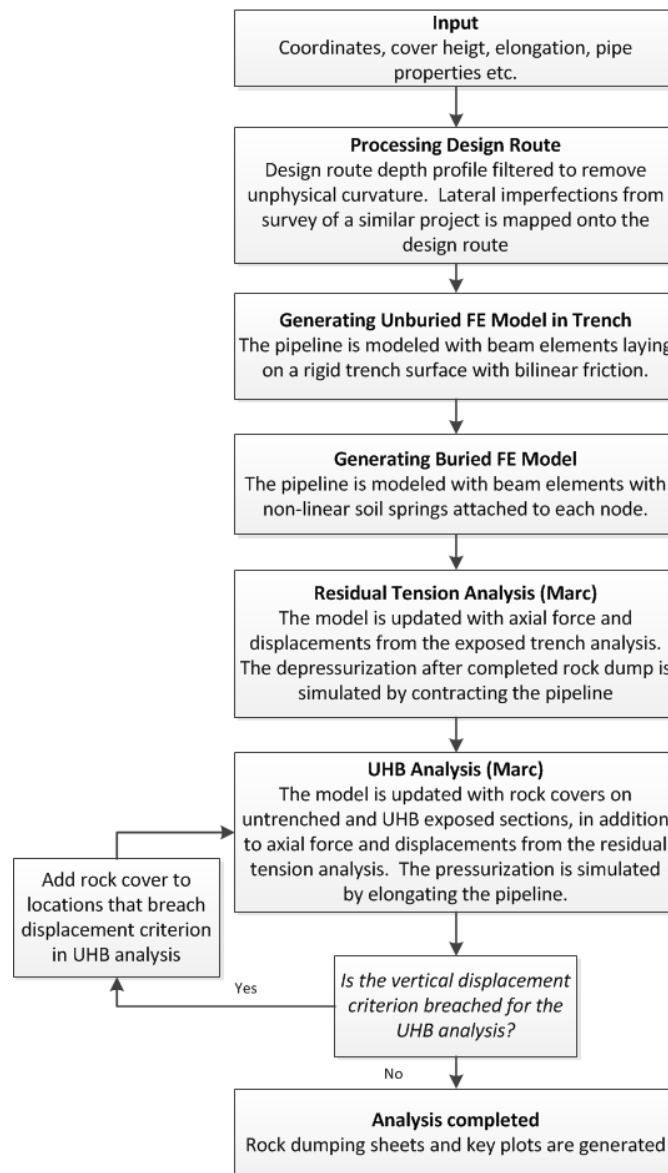 Input
Coordinates, cover heigt, elongation, pipe
properties etc.
Processing Design Route
Design route depth profile filtered to remove
unphysical curvature.  Lateral imperfections from
survey of a similar project is mapped onto the
design route
Generating Unburied FE Model in Trench
The pipeline is modeled with beam elements laying
on a rigid trench surface with bilinear friction.
Generating Buried FE Model
The pipeline is modeled with beam elements with
non-linear soil springs attached to each node.
Residual Tension Analysis (Marc)
The model is updated with axial force and
displacements from the exposed trench analysis.
The depressurization after completed rock dump is
simulated by contracting the pipeline
UHB Analysis (Marc)
The model is updated with rock covers on
untrenched and UHB exposed sections, in addition
to axial force and displacements from the residual
tension analysis.  The pressurization is simulated
by elongating the pipeline.
Add rock cover to
locations that breach
displacement criterion
in UHB analysis
Yes
Is the vertical displacement
criterion breached for the
UHB analysis?
No
Analysis completed
Rock dumping sheets and key plots are generated